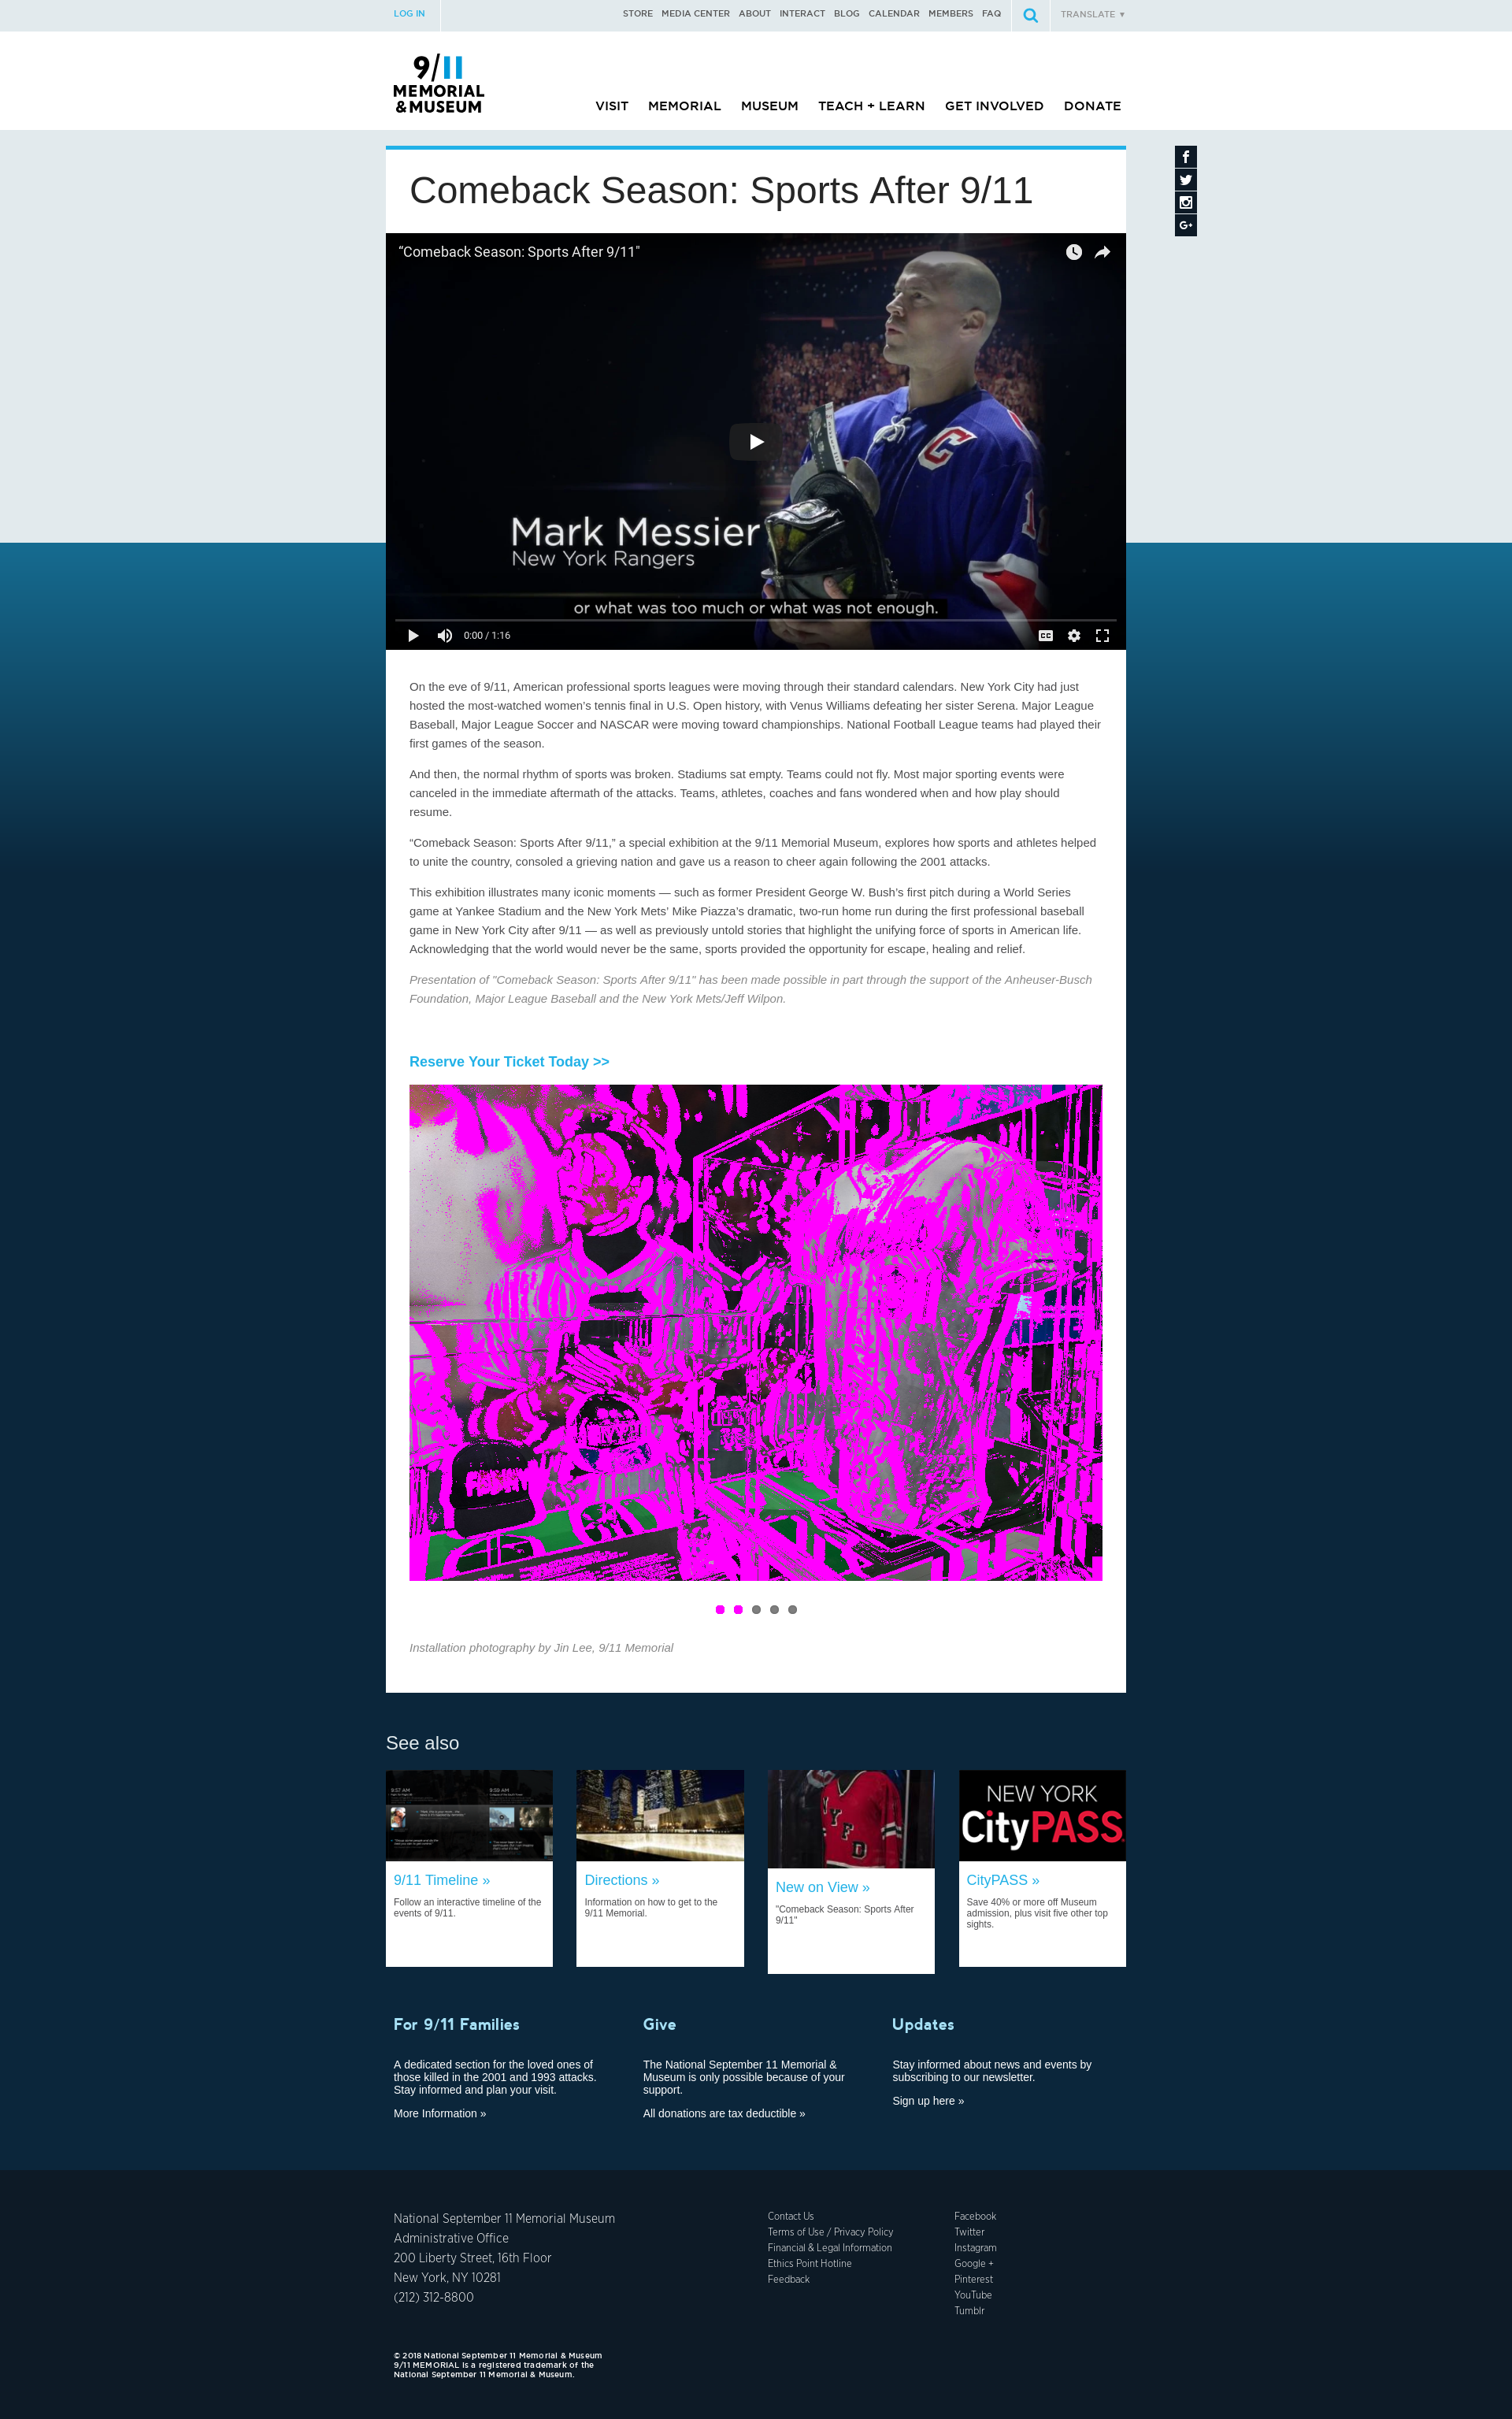 LOG IN
STORE MEDIA CENTER ABOUT INTERACT BLOG CALENDAR MEMBERS FAQ
TRANSLATE ▼
9/11
MEMORIAL
&MUSEUM
VISIT MEMORIAL MUSEUM TEACH + LEARN GET INVOLVED DONATE
Comeback Season: Sports After 9/11
“Comeback Season: Sports After 9/11"
C
Mark Messier
New York Rangers
or what was too much or what was not enough.
0:00 / 1:16
CC
On the eve of 9/11, American professional sports leagues were moving through their standard calendars. New York City had just
hosted the most-watched women’s tennis final in U.S. Open history, with Venus Williams defeating her sister Serena. Major League
Baseball, Major League Soccer and NASCAR were moving toward championships. National Football League teams had played their
first games of the season.
And then, the normal rhythm of sports was broken. Stadiums sat empty. Teams could not fly. Most major sporting events were
canceled in the immediate aftermath of the attacks. Teams, athletes, coaches and fans wondered when and how play should
resume.
“Comeback Season: Sports After 9/11,” a special exhibition at the 9/11 Memorial Museum, explores how sports and athletes helped
to unite the country, consoled a grieving nation and gave us a reason to cheer again following the 2001 attacks.
This exhibition illustrates many iconic moments — such as former President George W. Bush’s first pitch during a World Series
game at Yankee Stadium and the New York Mets’ Mike Piazza’s dramatic, two-run home run during the first professional baseball
game in New York City after 9/11 — as well as previously untold stories that highlight the unifying force of sports in American life.
Acknowledging that the world would never be the same, sports provided the opportunity for escape, healing and relief.
Presentation of "Comeback Season: Sports After 9/11" has been made possible in part through the support of the Anheuser-Busch
Foundation, Major League Baseball and the New York Mets/Jeff Wilpon.
Reserve Your Ticket Today >>
Installation photography by Jin Lee, 9/11 Memorial
See also
8:57 AM
9:59 AM
NYFD
NEW YORK
CityPASS
9/11 Timeline »
Follow an interactive timeline of the
events of 9/11.
Directions »
Information on how to get to the
9/11 Memorial.
New on View »
"Comeback Season: Sports After
9/11"
CityPASS »
Save 40% or more off Museum
admission, plus visit five other top
sights.
For 9/11 Families
A dedicated section for the loved ones of
those killed in the 2001 and 1993 attacks.
Stay informed and plan your visit.
More Information »
Give
The National September 11 Memorial &
Museum is only possible because of your
support.
All donations are tax deductible »
Updates
Stay informed about news and events by
subscribing to our newsletter.
Sign up here »
National September 11 Memorial Museum
Administrative Office
200 Liberty Street, 16th Floor
New York, NY 10281
(212) 312-8800
Contact Us
Terms of Use / Privacy Policy
Financial & Legal Information
Ethics Point Hotline
Feedback
Facebook
Twitter
Instagram
Google +
Pinterest
YouTube
Tumblr
© 2018 National September 11 Memorial & Museum
9/11 MEMORIAL is a registered trademark of the
National September 11 Memorial & Museum.